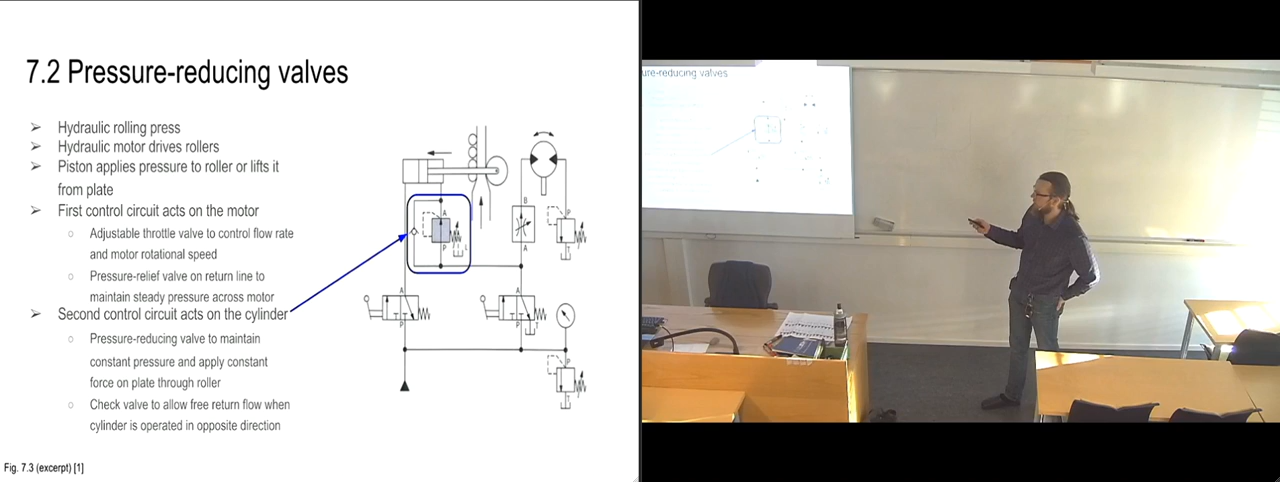 7.2 Pressure-reducing valves
➢ Hydraulic rolling press
➢ Hydraulic motor drives rollers
➢ Piston applies pressure to roller or lifts it
from plate
➢ First control circuit acts on the motor
○ Adjustable throttle valve to control flow rate
and motor rotational speed
○ Pressure-relief valve on return line to
maintain steady pressure across motor
➢ Second control circuit acts on the cylinder
○ Pressure-reducing valve to maintain
constant pressure and apply constant
force on plate through roller
○ Check valve to allow free return flow when
cylinder is operated in opposite direction
Fig. 7.3 (excerpt) [1]
A
P
L
B
A
P
T
A
P
A
P
T
P
T
ure-reducing valves